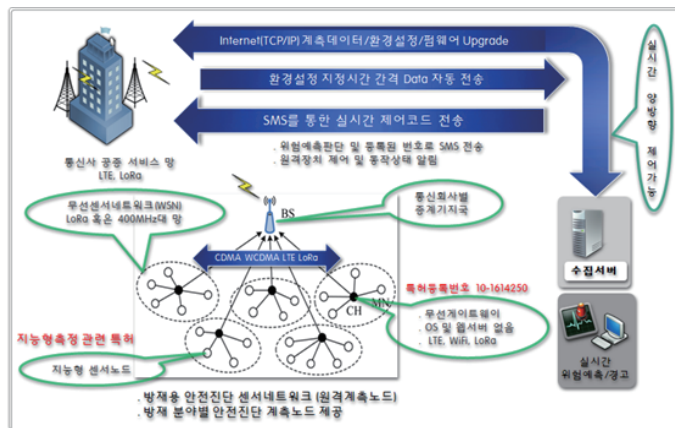 Internet(TCP/IP) 계측데이터/환경설정/펌웨어 Upgrade
환경설정 지정시간 간격 Data 자동 전송
SMS를 통한 실시간 제어코드 전송
. 위험예측판단 및 등록된 번호로 SMS 전송
. 원격장치 제어 및 동작상태 알림
실시간 양방향 제어가능
통신사 공중 서비스 망
LTE, LoRa
무선센서네트워크(WSN)
LoRa 혹은 400MHz대 망
BS
통신회사별
중계기지국
CDMA WCDMA LTE LoRa
수집서버
특허등록번호 10-1614250
CH
MN
. 무선게이트웨이
. OS 및 웹서버 없음
. LTE, WiFi, LoRa
지능형측정 관련 특허
지능형 센서노드
실시간
위험예측/경고
. 방재용 안전진단 센서네트워크 (원격계측노드)
. 방재 분야별 안전진단 계측노드 제공